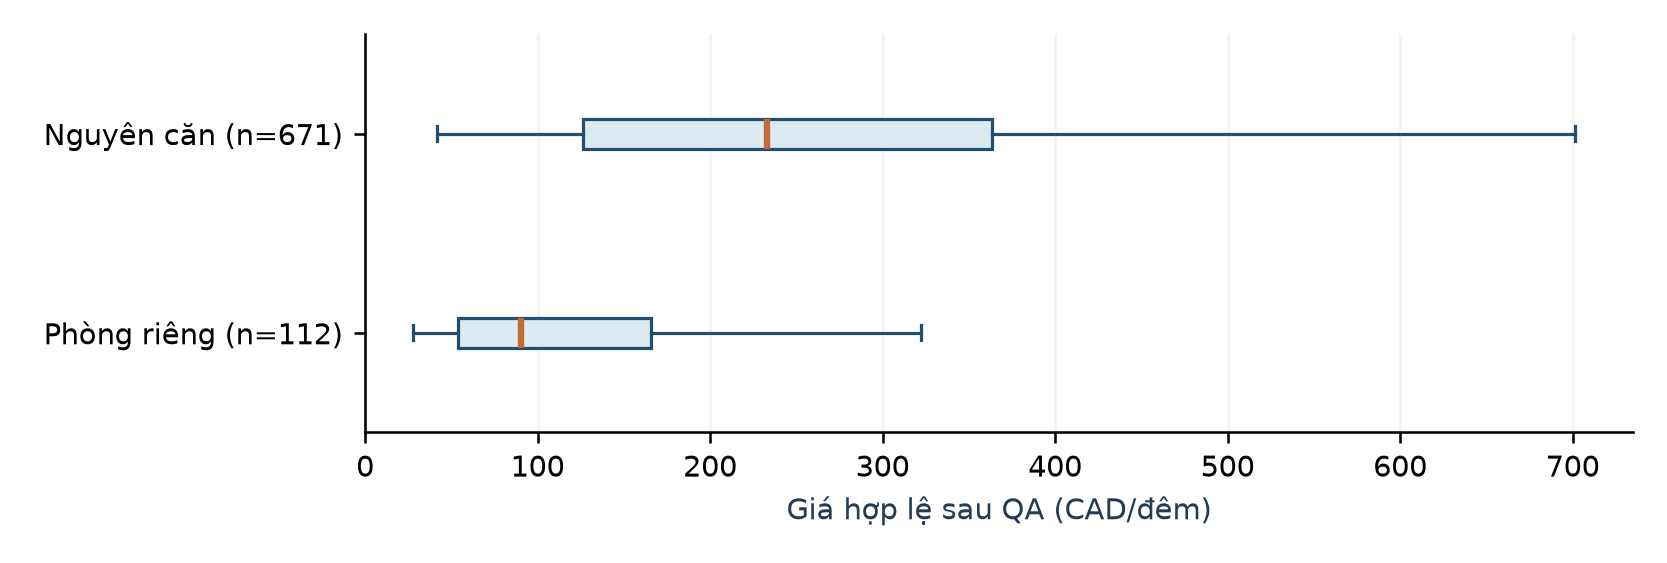 Nguyên căn (n=671)
Phòng riêng (n=112)
0 100 200 300 400 500 600 700
Giá hợp lệ sau QA (CAD/đêm)